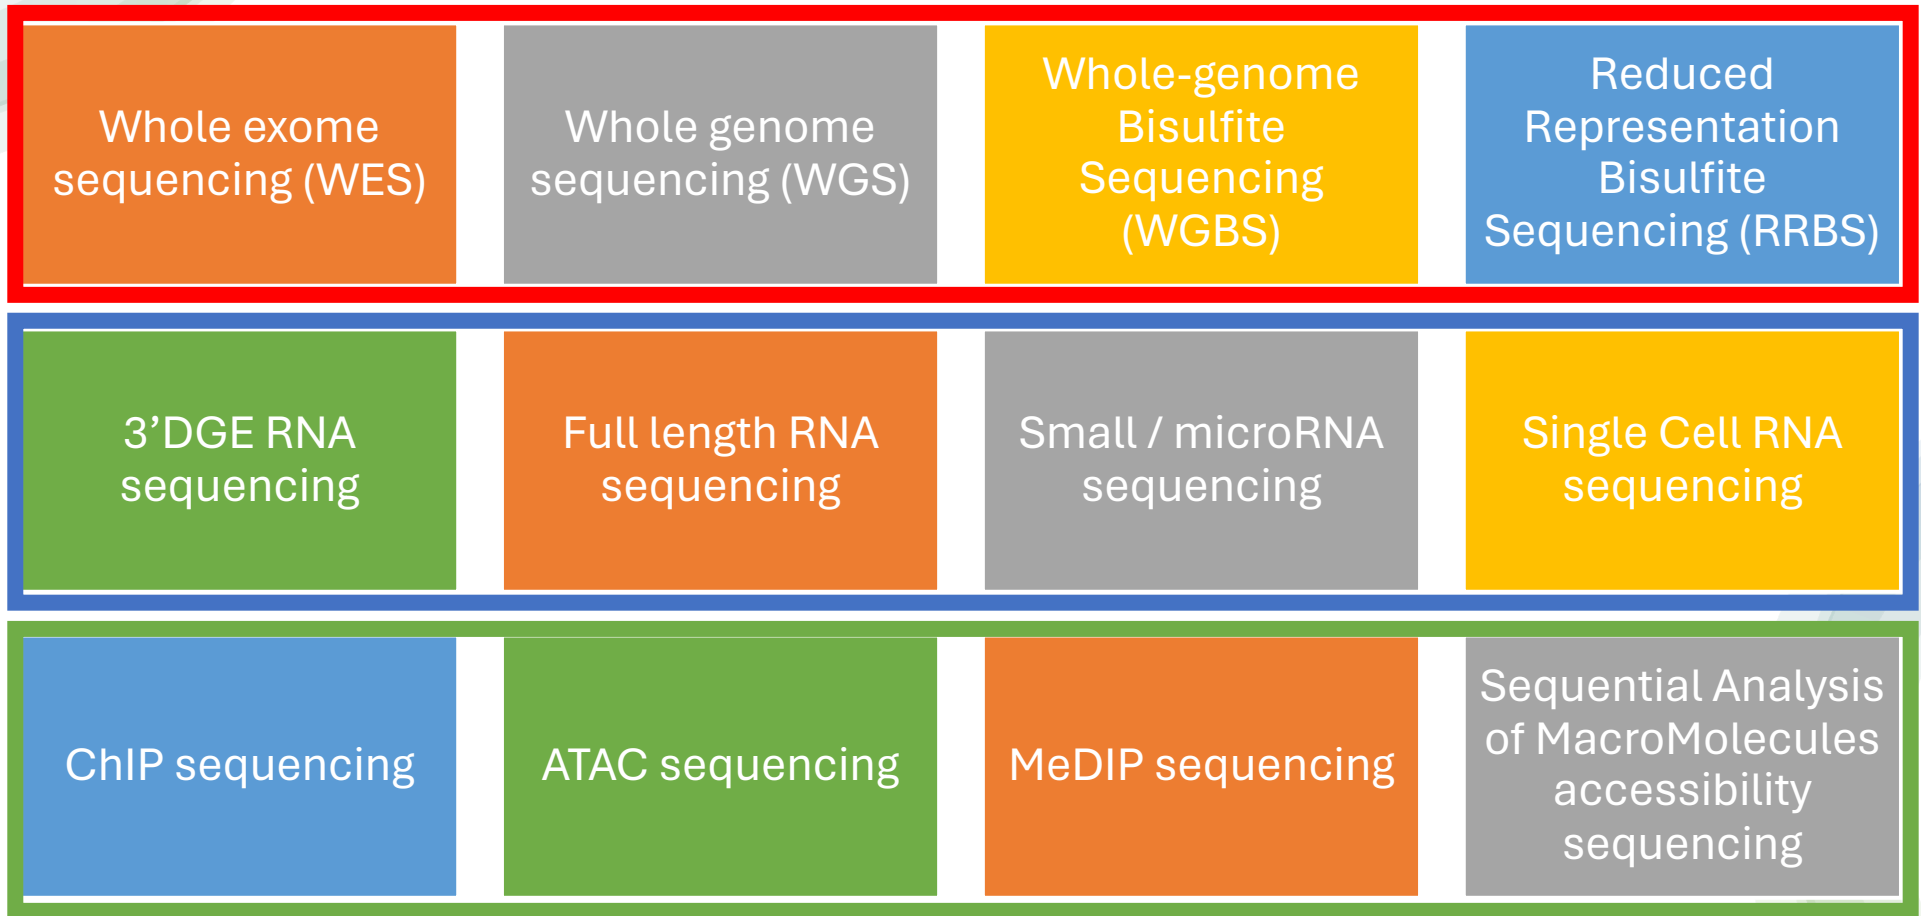 Whole exome
sequencing (WES)
Whole genome
sequencing (WGS)
Whole-genome
Bisulfite
Sequencing
(WGBS)
Reduced
Representation
Bisulfite
Sequencing (RRBS)
3’DGE RNA
sequencing
Full length RNA
sequencing
Small / microRNA
sequencing
Single Cell RNA
sequencing
ChIP sequencing
ATAC sequencing
MeDIP sequencing
Sequential Analysis
of MacroMolecules
accessibility
sequencing